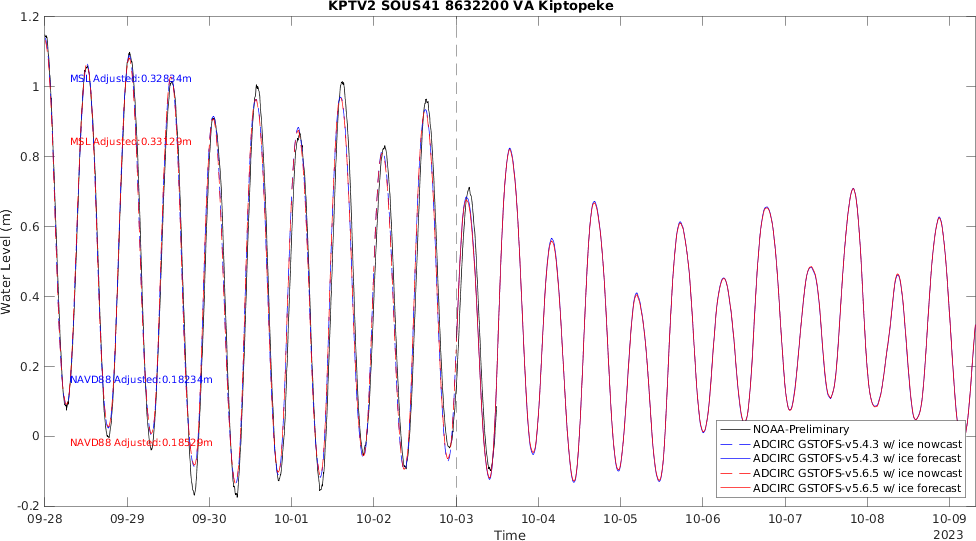 KPTV2 SOUS41 8632200 VA Kiptopeke
1.2
1
0.8
0.6
0.4
0.2
0
-0.2
Water Level (m)
MSL Adjusted:0.32834m
MSL Adjusted:0.33129m
NAVD88 Adjusted:0.18234m
NAVD88 Adjusted:0.18529m
NOAA-Preliminary
ADCIRC GSTOFS-v5.4.3 w/ ice nowcast
ADCIRC GSTOFS-v5.4.3 w/ ice forecast
ADCIRC GSTOFS-v5.6.5 w/ ice nowcast
ADCIRC GSTOFS-v5.6.5 w/ ice forecast
09-28 09-29 09-30 10-01 10-02 10-03 10-04 10-05 10-06 10-07 10-08 10-09
Time
2023